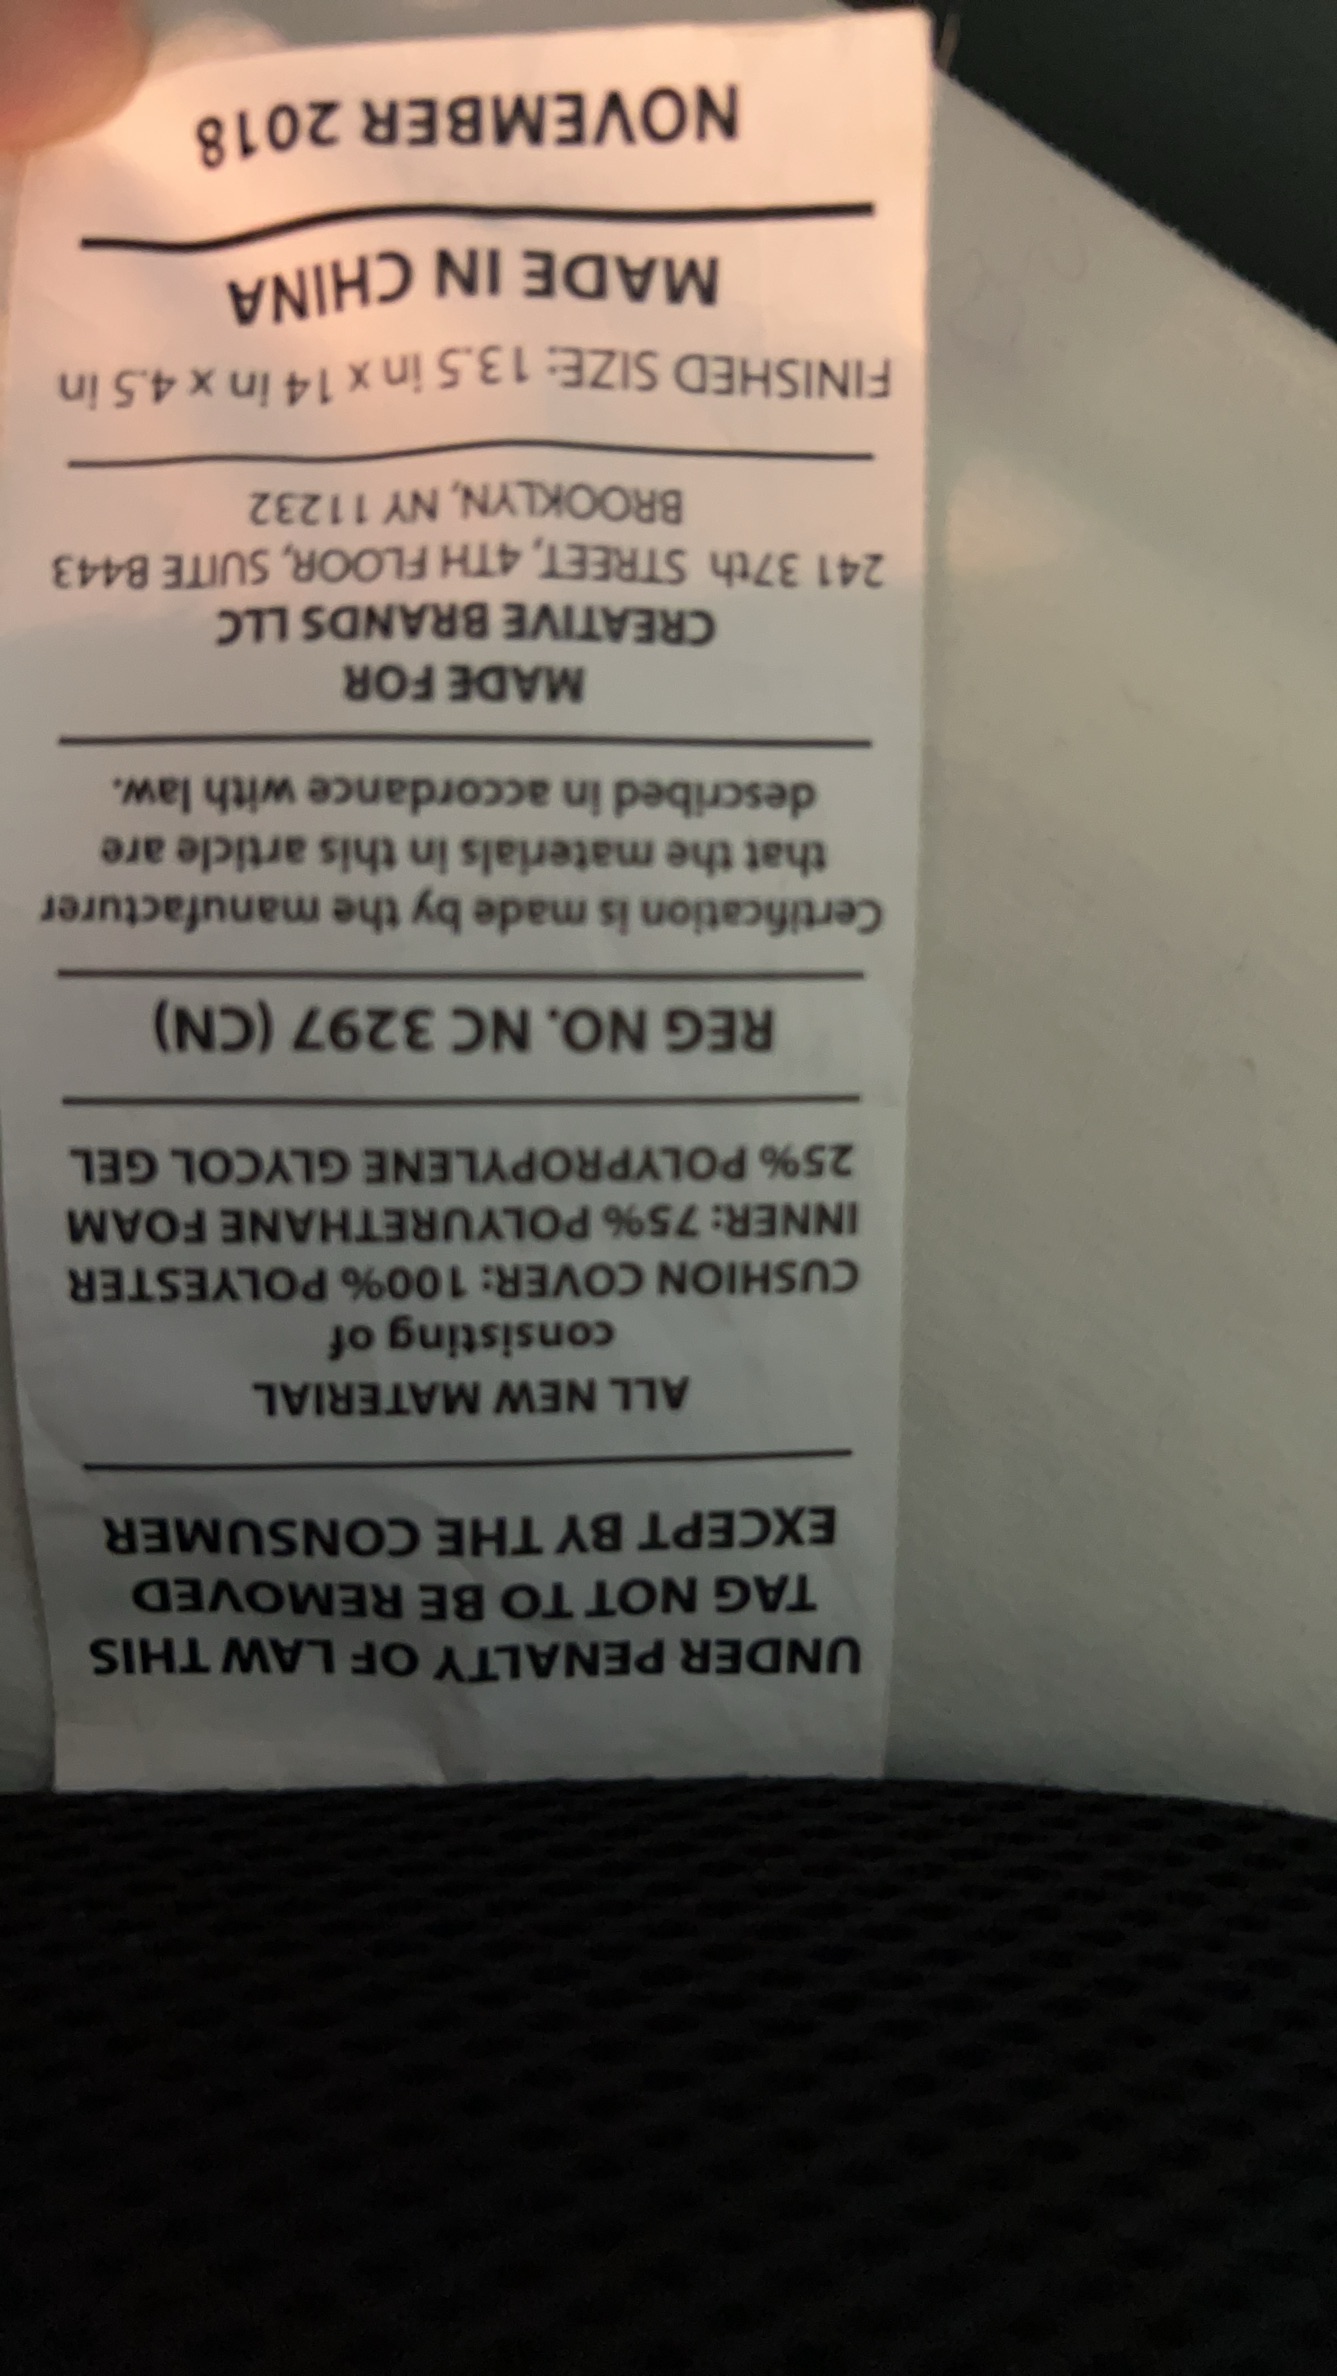 UNDER PENALTY OF LAW THIS
TAG NOT TO BE REMOVED
EXCEPT BY THE CONSUMER
ALL NEW MATERIAL
consisting of
CUSHION COVER: 100% POLYESTER
INNER: 75% POLYURETHANE FOAM
25% POLYPROPYLENE GLYCOL GEL
REG NO. NC 3297 (CN)
Certification is made by the manufacturer
that the materials in this article are
described in accordance with law.
MADE FOR
CREATIVE BRANDS LLC
241 37th STREET, 4TH FLOOR, SUITE B443
BROOKLYN, NY 11232
FINISHED SIZE: 13.5 in x 14 in x 4.5 in
MADE IN CHINA
NOVEMBER 2018